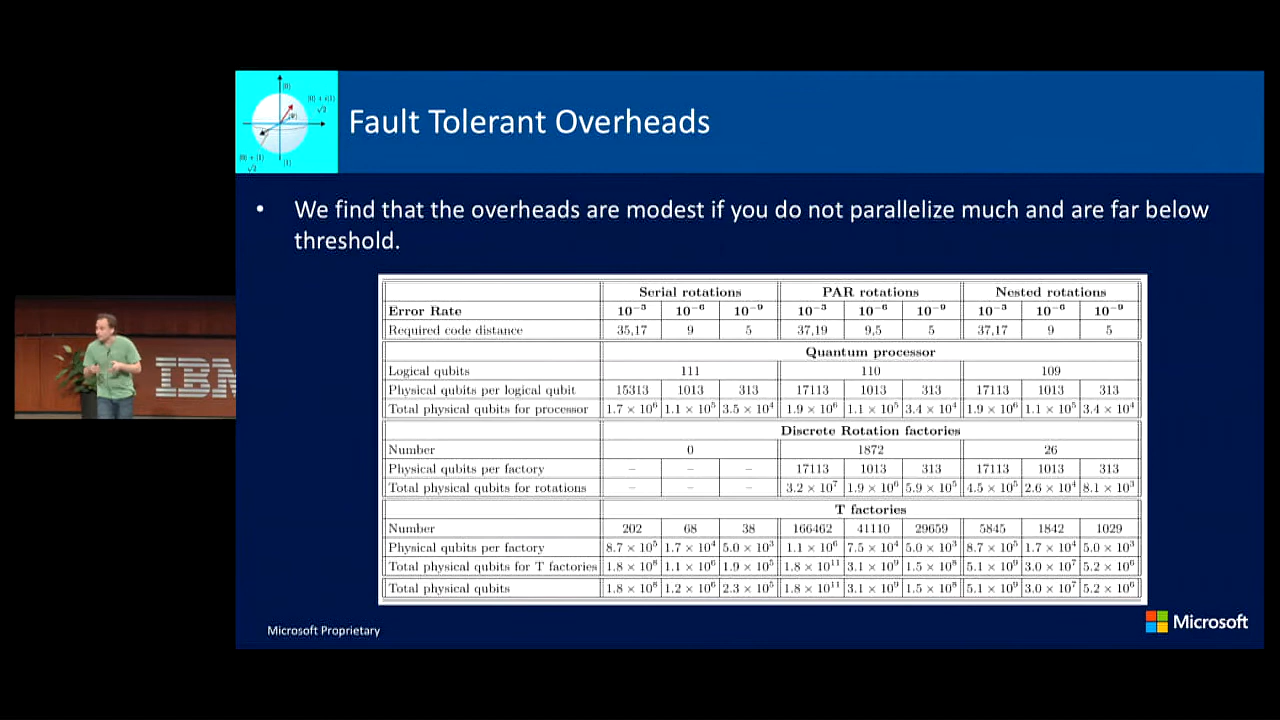 Fault Tolerant Overheads
• We find that the overheads are modest if you do not parallelize much and are far below
threshold.
Serial rotations PAR rotations Nested rotations
Error Rate 10⁻³ 10⁻⁶ 10⁻⁹ 10⁻³ 10⁻⁶ 10⁻⁹ 10⁻³ 10⁻⁶ 10⁻⁹
Required code distance 35,17 9 5 37,19 9,5 5 37,17 9 5
Quantum processor
Logical qubits 111 110 109
Physical qubits per logical qubit 15313 1013 313 17113 1013 313 17113 1013 313
Total physical qubits for processor 1.7 × 10⁶ 1.1 × 10⁵ 3.5 × 10⁴ 1.9 × 10⁶ 1.1 × 10⁵ 3.4 × 10⁴ 1.9 × 10⁶ 1.1 × 10⁵ 3.4 × 10⁴
Discrete Rotation factories
Number 0 1872 26
Physical qubits per factory – – – 17113 1013 313 17113 1013 313
Total physical qubits for rotations – – – 3.2 × 10⁷ 1.9 × 10⁶ 5.9 × 10⁵ 4.5 × 10⁵ 2.6 × 10⁴ 8.1 × 10³
T factories
Number 202 68 38 166462 41110 29659 5845 1842 1029
Physical qubits per factory 8.7 × 10⁵ 1.7 × 10⁴ 5.0 × 10³ 1.1 × 10⁶ 7.5 × 10⁴ 5.0 × 10³ 8.7 × 10⁵ 1.7 × 10⁴ 5.0 × 10³
Total physical qubits for T factories 1.8 × 10⁸ 1.1 × 10⁶ 1.9 × 10⁵ 1.8 × 10¹¹ 3.1 × 10⁹ 1.5 × 10⁸ 5.1 × 10⁹ 3.0 × 10⁷ 5.2 × 10⁶
Total physical qubits 1.8 × 10⁸ 1.2 × 10⁶ 2.3 × 10⁵ 1.8 × 10¹¹ 3.1 × 10⁹ 1.5 × 10⁸ 5.1 × 10⁹ 3.0 × 10⁷ 5.2 × 10⁶
Microsoft Proprietary
Microsoft
IBM